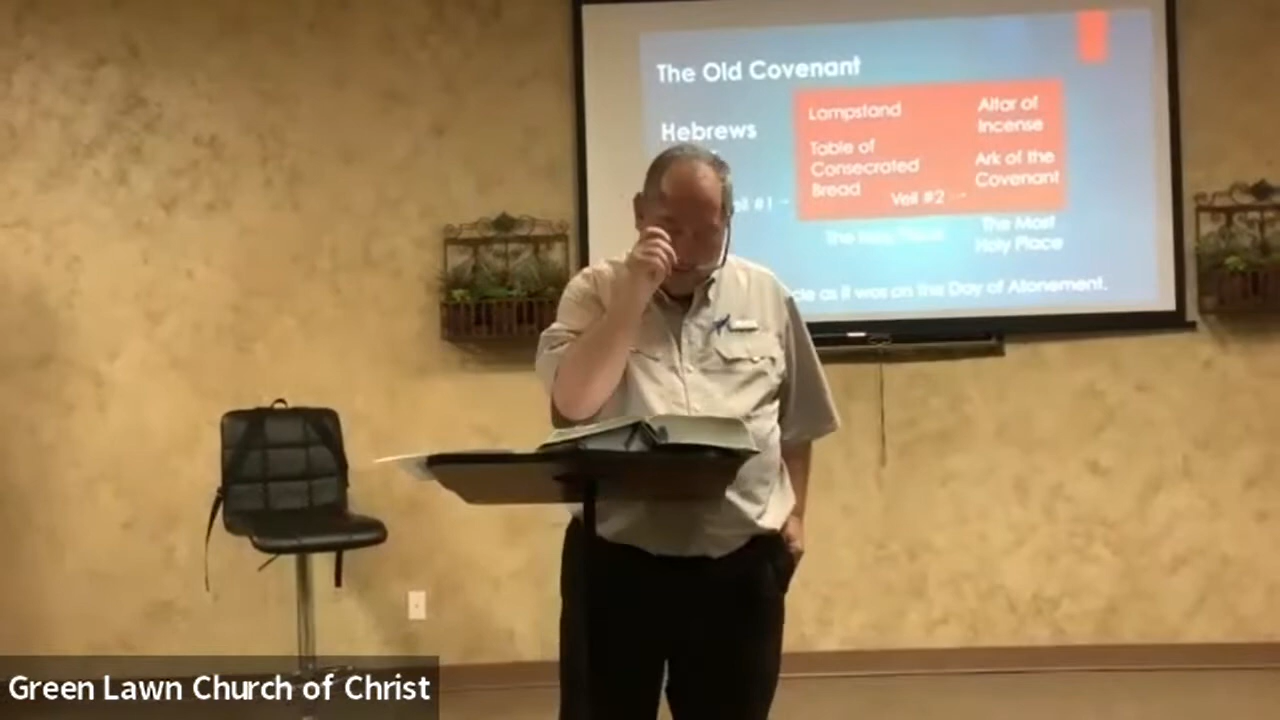 The Old Covenant
Hebrews
Lampstand
Table of
Consecrated
Bread
Altar of
Incense
Ark of the
Covenant
Veil #2
#1
The Most
Holy Place
as it was on the Day of Atonement.
Green Lawn Church of Christ